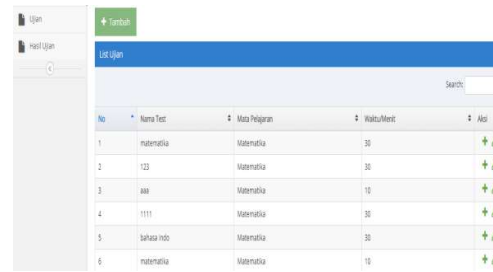 Ujian
+ Tambah
Hasil Ujian
List Ujian
Search:
No Nama Test Mata Pelajaran Waktu/Menit Aksi
1 matematika Matematika 30
2 123 Matematika 30
3 aaa Matematika 10
4 1111 Matematika 30
5 bahasa indo Matematika 30
6 matematika Matematika 10